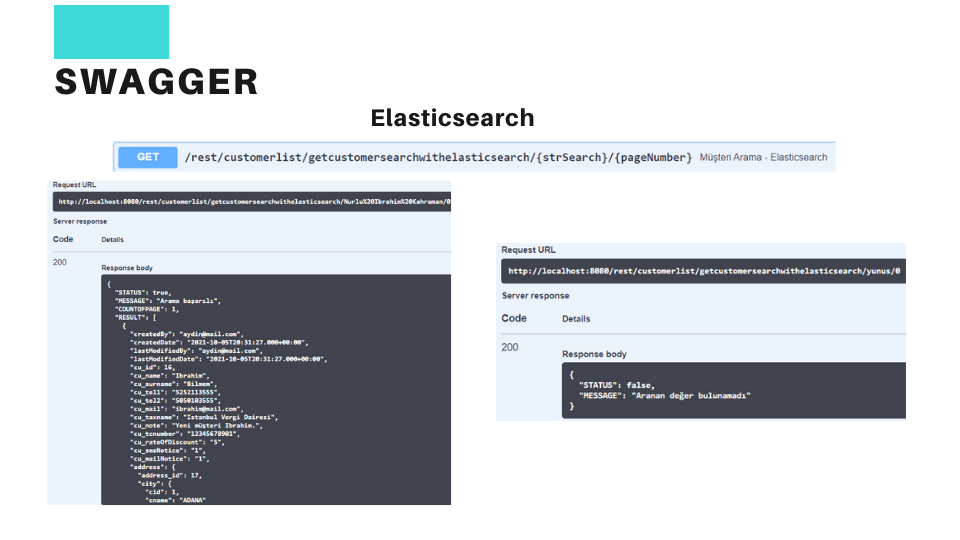 SWAGGER
Elasticsearch
GET /rest/customerlist/getcustomersearchwithelasticsearch/{strSearch}/{pageNumber} Müşteri Arama - Elasticsearch
Request URL
http://localhost:8080/rest/customerlist/getcustomersearchwithelasticsearch/Nurlu%20Ibrahim%20Kahraman/0
Server response
Code Details
200
Response body
{
"STATUS": true,
"MESSAGE": "Arama başarılı",
"COUNTOFPAGE": 1,
"RESULT": [
{
"createdBy": "aydin@mail.com",
"createdDate": "2021-10-05T20:31:27.000+00:00",
"lastModifiedBy": "aydin@mail.com",
"lastModifiedDate": "2021-10-05T20:31:27.000+00:00",
"cu_id": 16,
"cu_name": "Ibrahim",
"cu_surname": "Bilmem",
"cu_tel1": "5252113555",
"cu_tel2": "5050103555",
"cu_mail": "ibrahim@mail.com",
"cu_taxname": "Istanbul Vergi Dairesi",
"cu_note": "Yeni müşteri Ibrahim.",
"cu_tcnumber": "12345678901",
"cu_rateOfDiscount": "5",
"cu_smsNotice": "1",
"cu_mailNotice": "1",
"address": {
"address_id": 17,
"city": {
"cid": 1,
"cname": "ADANA"
Request URL
http://localhost:8080/rest/customerlist/getcustomersearchwithelasticsearch/yunus/0
Server response
Code Details
200
Response body
{
"STATUS": false,
"MESSAGE": "Aranan değer bulunamadı"
}